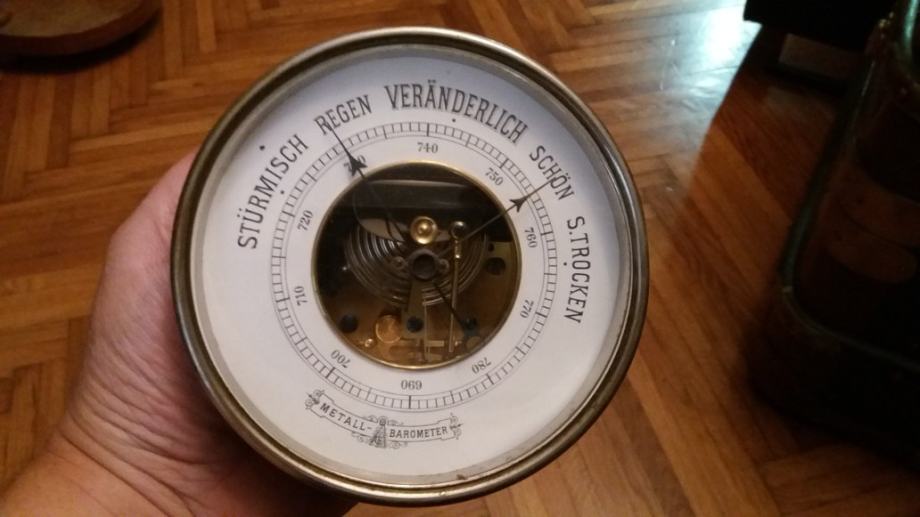 STÜRMISCH REGEN VERÄNDERLICH SCHÖN S.TROCKEN
690 700 710 720 730 740 750 760 770 780
METALL-BAROMETER